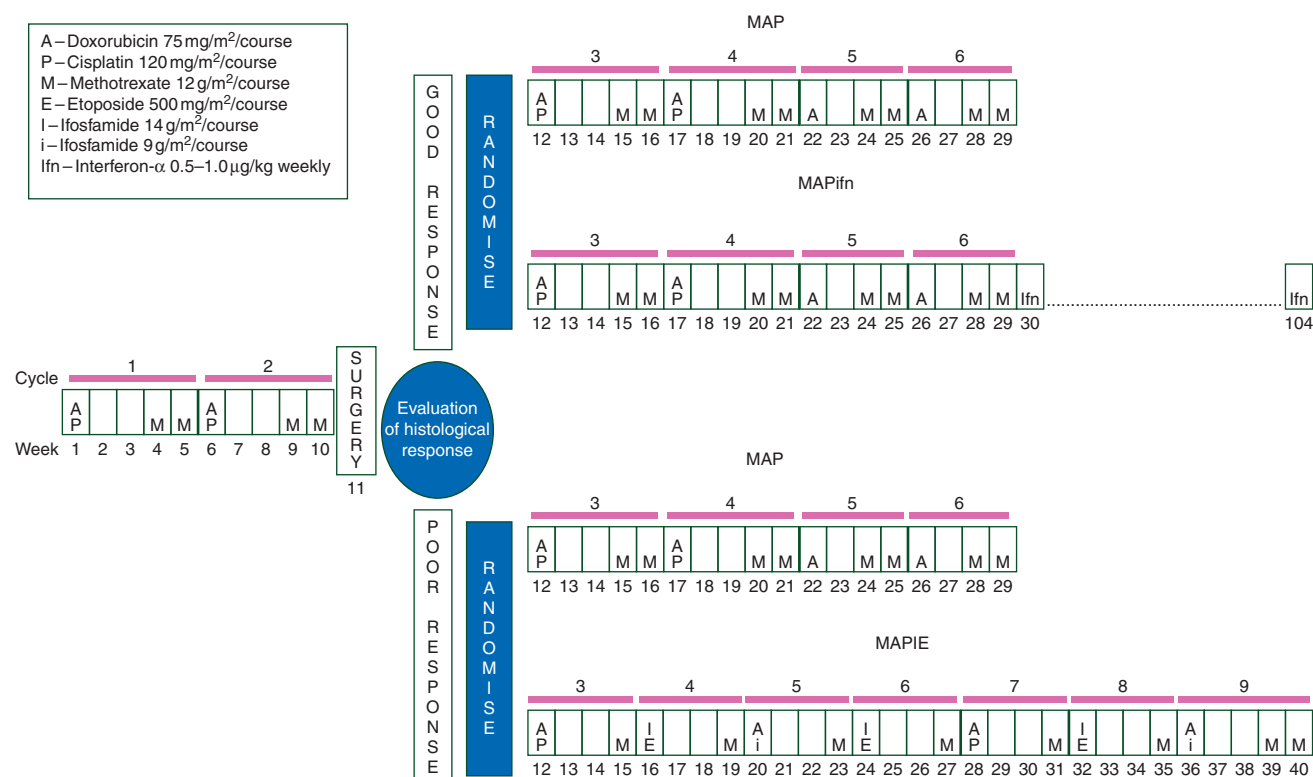 A – Doxorubicin 75 mg/m²/course
P – Cisplatin 120 mg/m²/course
M – Methotrexate 12 g/m²/course
E – Etoposide 500 mg/m²/course
I – Ifosfamide 14 g/m²/course
i – Ifosfamide 9 g/m²/course
Ifn – Interferon-α 0.5–1.0 μg/kg weekly
Cycle
1 2
A P M M A P M M
Week 1 2 3 4 5 6 7 8 9 10
SURGERY
11
Evaluation
of histological
response
GOOD RESPONSE
RANDOMISE
MAP
3 4 5 6
A P M M A P M M A M M A M M
12 13 14 15 16 17 18 19 20 21 22 23 24 25 26 27 28 29
MAPifn
3 4 5 6
A P M M A P M M A M M A M M Ifn Ifn
12 13 14 15 16 17 18 19 20 21 22 23 24 25 26 27 28 29 30 104
POOR RESPONSE
RANDOMISE
MAP
3 4 5 6
A P M M A P M M A M M A M M
12 13 14 15 16 17 18 19 20 21 22 23 24 25 26 27 28 29
MAPIE
3 4 5 6 7 8 9
A P M I E M A i M I E M A P M I E M A i M M
12 13 14 15 16 17 18 19 20 21 22 23 24 25 26 27 28 29 30 31 32 33 34 35 36 37 38 39 40